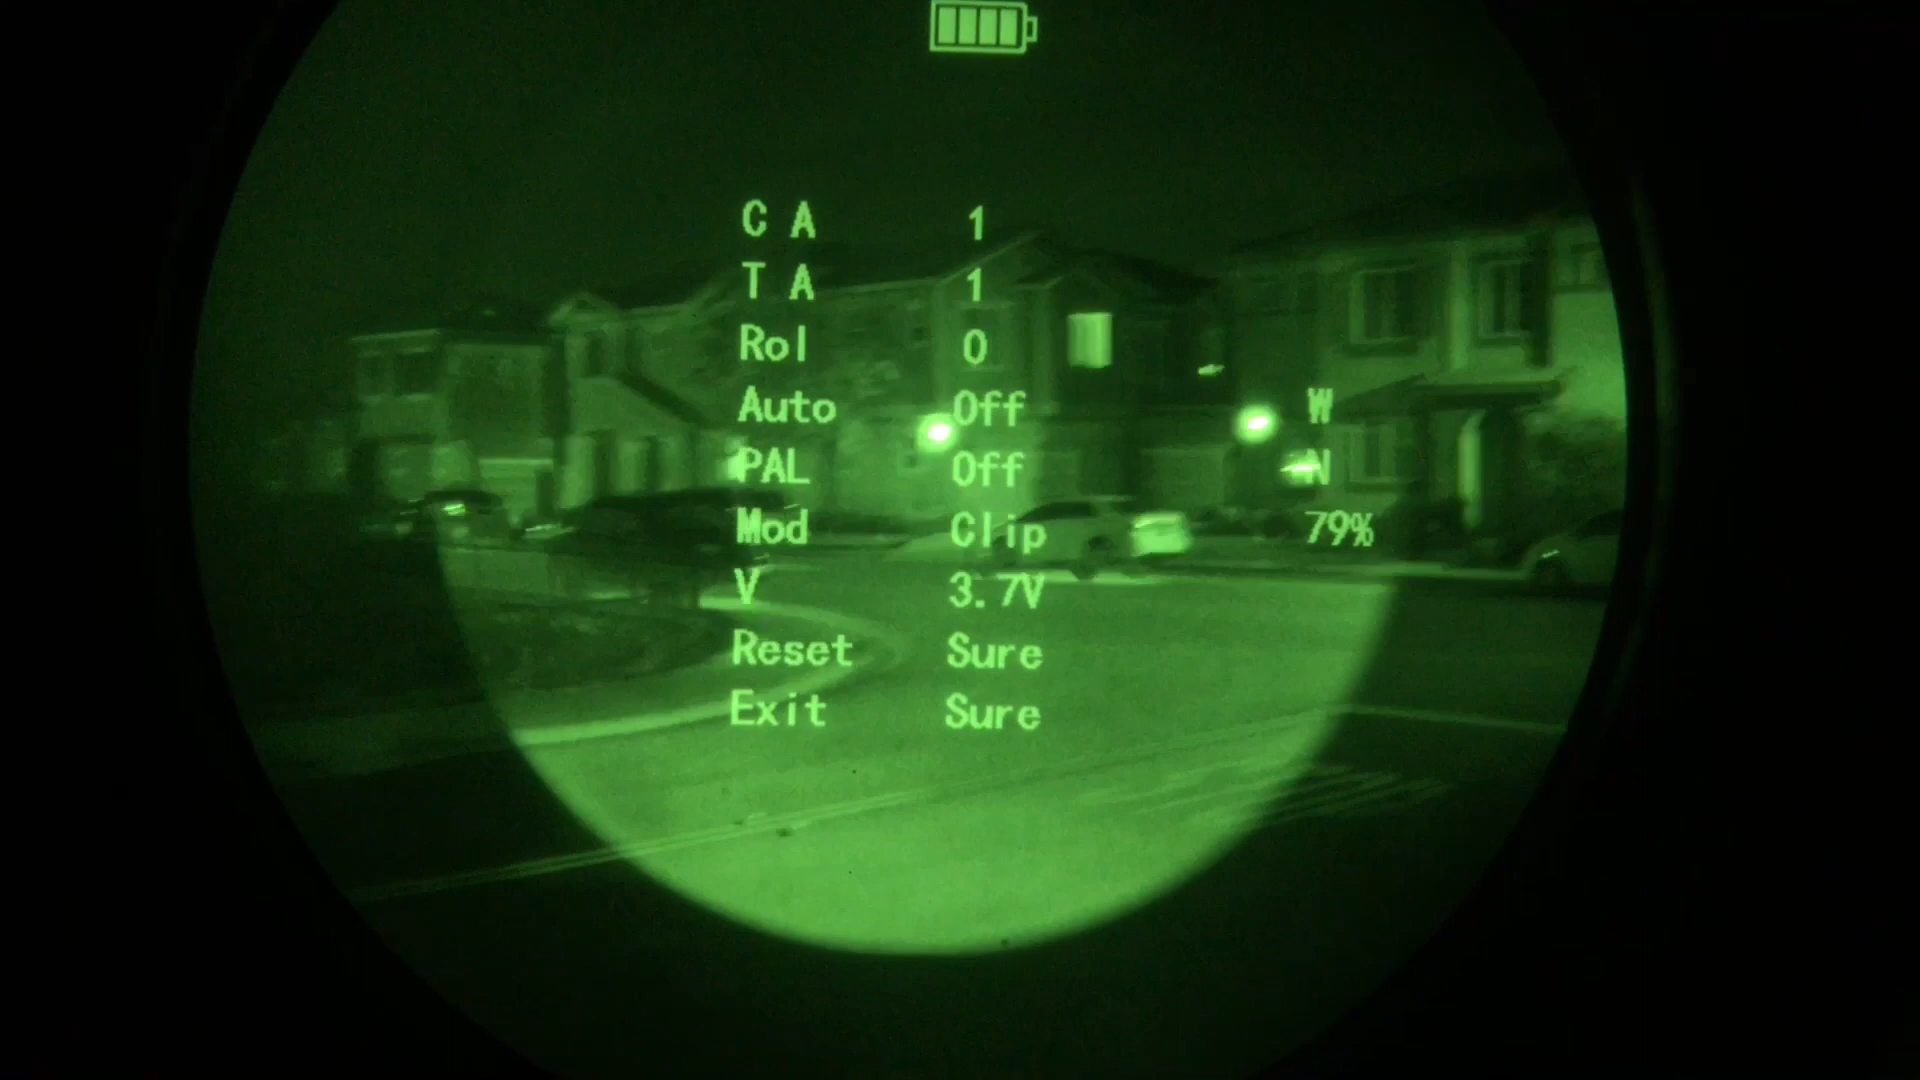 C A 1
T A 1
Rol 0
Auto Off W
PAL Off N
Mod Clip 79%
V 3.7V
Reset Sure
Exit Sure